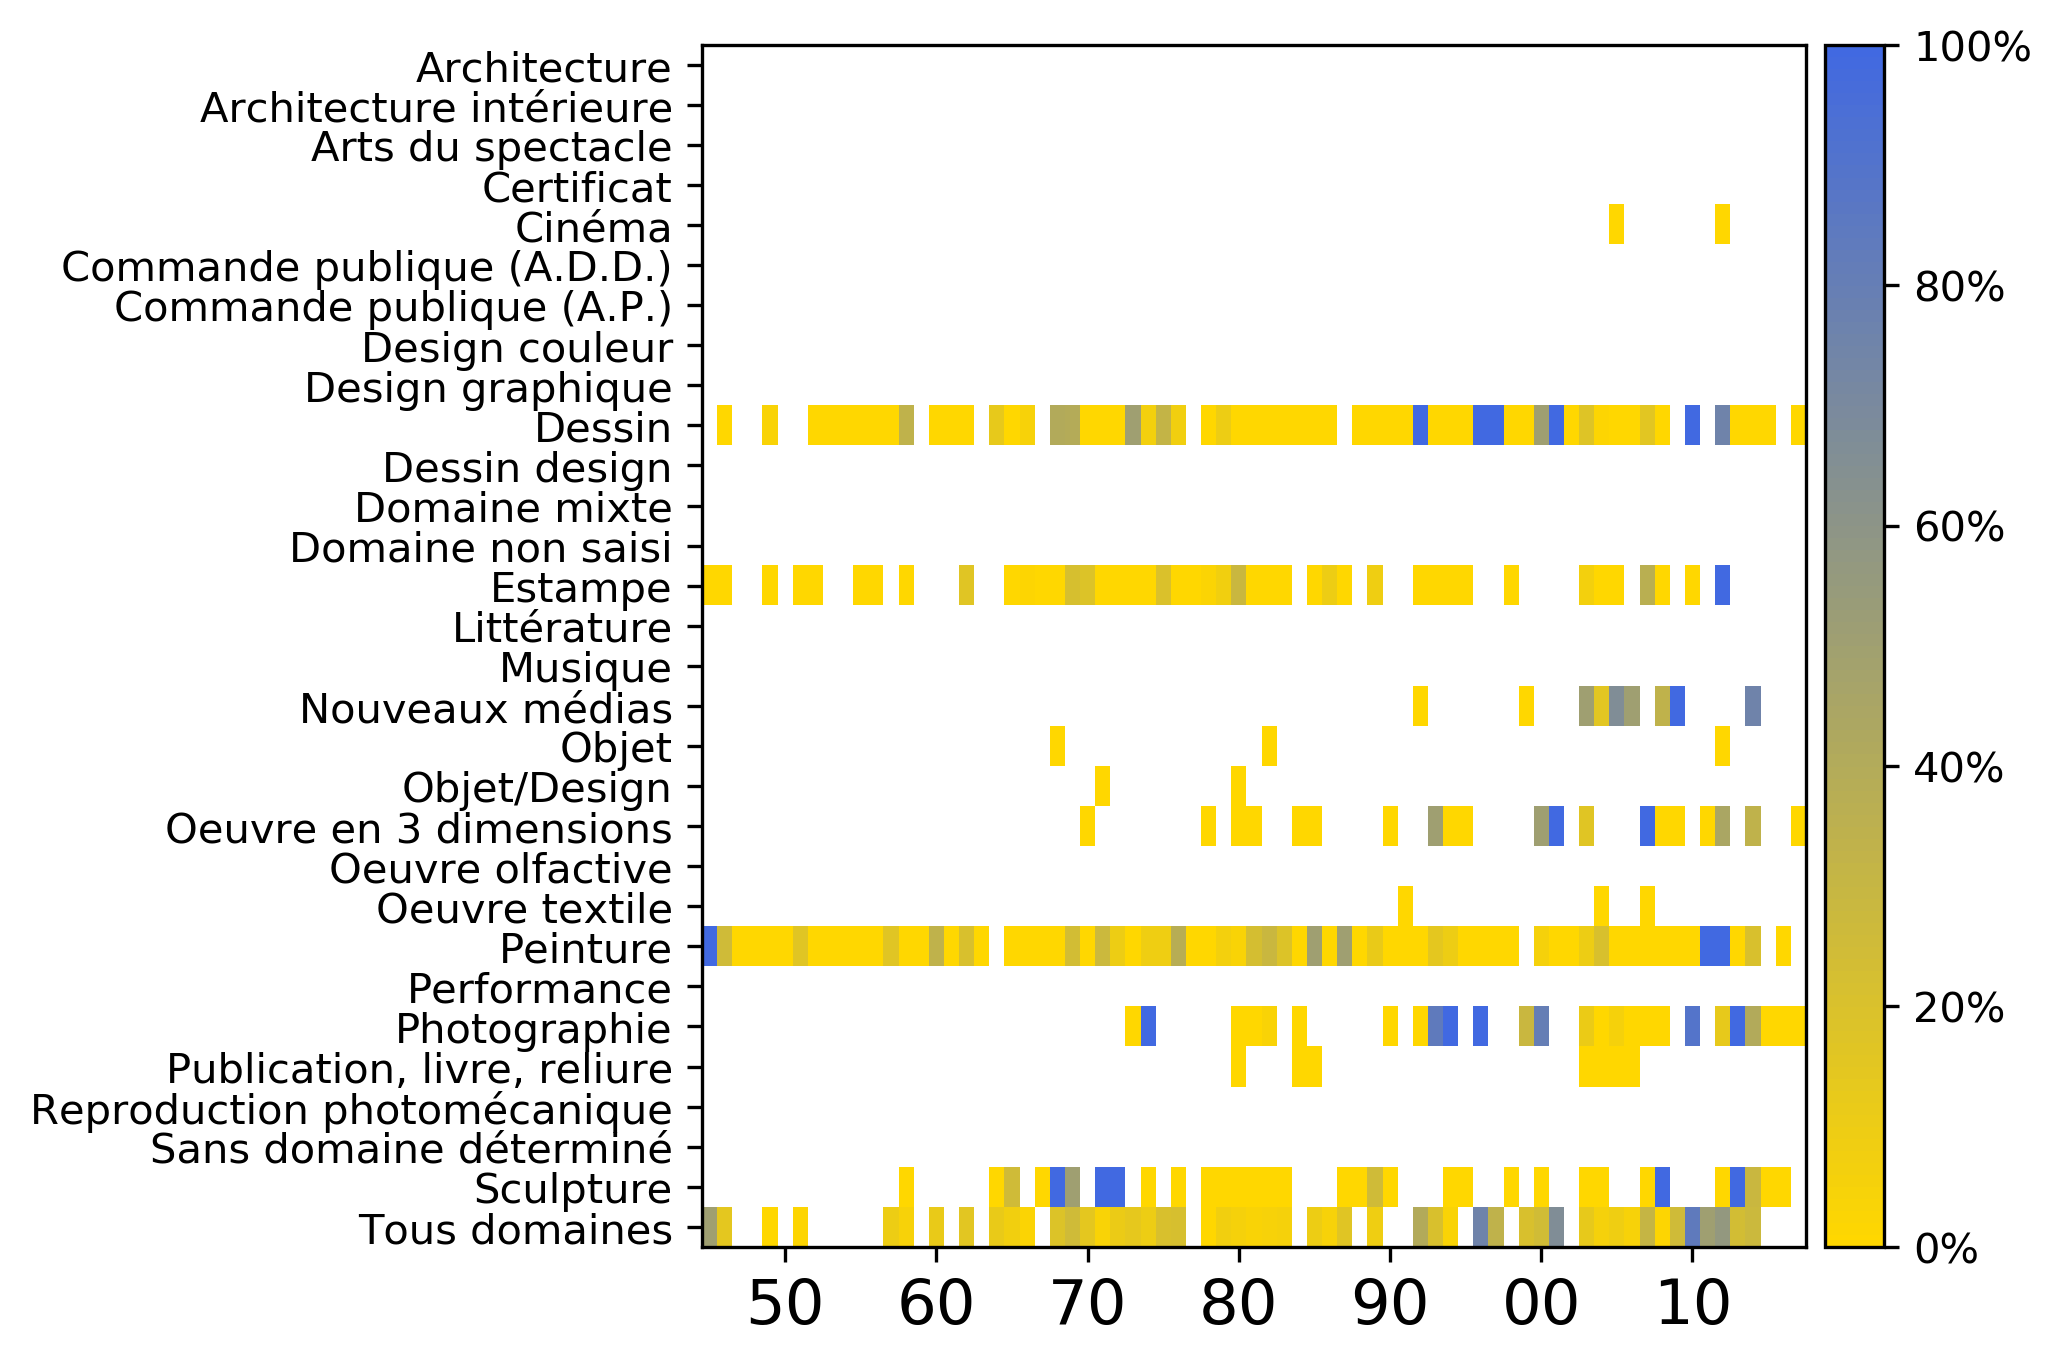 Architecture
Architecture intérieure
Arts du spectacle
Certificat
Cinéma
Commande publique (A.D.D.)
Commande publique (A.P.)
Design couleur
Design graphique
Dessin
Dessin design
Domaine mixte
Domaine non saisi
Estampe
Littérature
Musique
Nouveaux médias
Objet
Objet/Design
Oeuvre en 3 dimensions
Oeuvre olfactive
Oeuvre textile
Peinture
Performance
Photographie
Publication, livre, reliure
Reproduction photomécanique
Sans domaine déterminé
Sculpture
Tous domaines
50 60 70 80 90 00 10
100%
80%
60%
40%
20%
0%